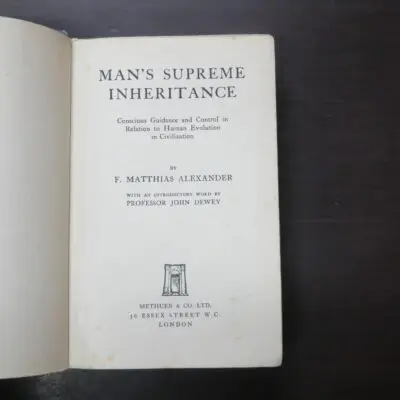 MAN'S SUPREME
INHERITANCE
Conscious Guidance and Control in
Relation to Human Evolution
in Civilization
BY
F. MATTHIAS ALEXANDER
WITH AN INTRODUCTORY WORD BY
PROFESSOR JOHN DEWEY
METHUEN & CO. LTD.
36 ESSEX STREET W.C.
LONDON